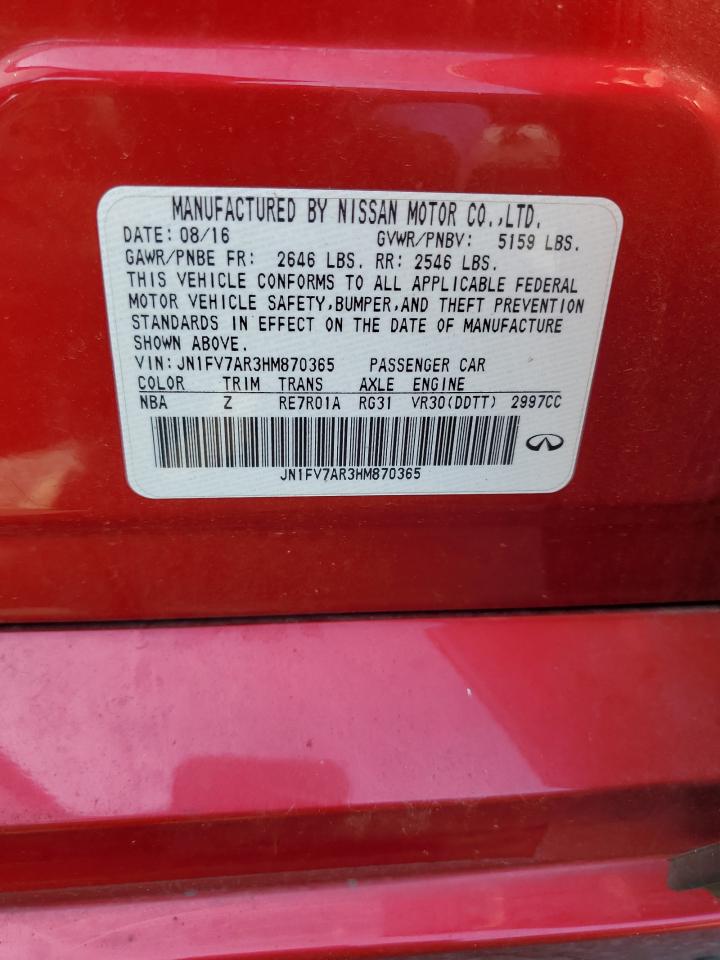 MANUFACTURED BY NISSAN MOTOR CO.,LTD.
DATE: 08/16 GVWR/PNBV: 5159 LBS.
GAWR/PNBE FR: 2646 LBS. RR: 2546 LBS.
THIS VEHICLE CONFORMS TO ALL APPLICABLE FEDERAL
MOTOR VEHICLE SAFETY,BUMPER,AND THEFT PREVENTION
STANDARDS IN EFFECT ON THE DATE OF MANUFACTURE
SHOWN ABOVE.
VIN:JN1FV7AR3HM870365 PASSENGER CAR
COLOR TRIM TRANS AXLE ENGINE
NBA Z RE7R01A RG31 VR30(DDTT) 2997CC
JN1FV7AR3HM870365